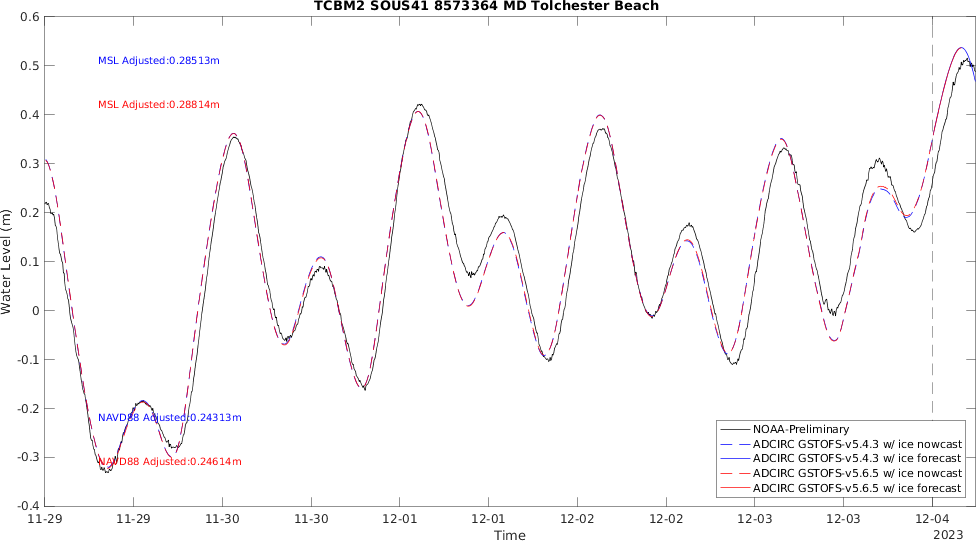 TCBM2 SOUS41 8573364 MD Tolchester Beach
0.6
0.5
0.4
0.3
0.2
0.1
0
-0.1
-0.2
-0.3
-0.4
Water Level (m)
MSL Adjusted:0.28513m
MSL Adjusted:0.28814m
NAVD88 Adjusted:0.24313m
NAVD88 Adjusted:0.24614m
NOAA-Preliminary
ADCIRC GSTOFS-v5.4.3 w/ ice nowcast
ADCIRC GSTOFS-v5.4.3 w/ ice forecast
ADCIRC GSTOFS-v5.6.5 w/ ice nowcast
ADCIRC GSTOFS-v5.6.5 w/ ice forecast
11-29 11-29 11-30 11-30 12-01 12-01 12-02 12-02 12-03 12-03 12-04
Time
2023